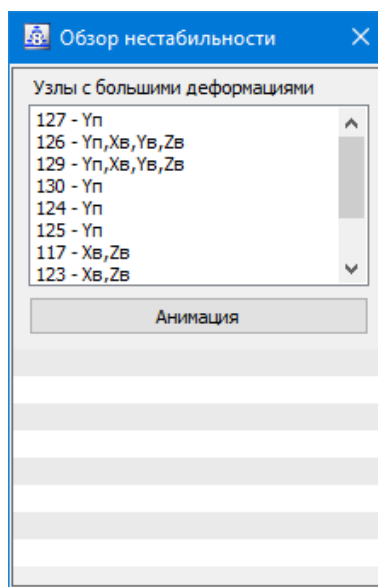 Обзор нестабильности
Узлы с большими деформациями
127 - Yп
126 - Yп,Xв,Yв,Zв
129 - Yп,Xв,Yв,Zв
130 - Yп
124 - Yп
125 - Yп
117 - Xв,Zв
123 - Xв,Zв
Анимация